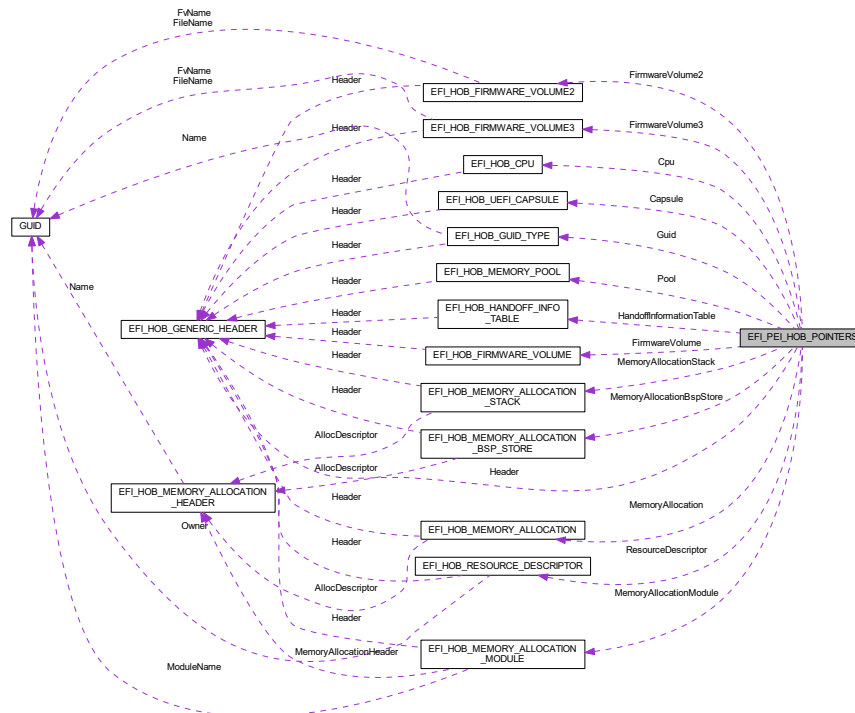 FvName
FileName
FvName
FileName
Header
EFI_HOB_FIRMWARE_VOLUME2
FirmwareVolume2
Name
Header
EFI_HOB_FIRMWARE_VOLUME3
FirmwareVolume3
Header
EFI_HOB_CPU
Cpu
Header
EFI_HOB_UEFI_CAPSULE
Capsule
GUID
Header
EFI_HOB_GUID_TYPE
Guid
Name
Header
EFI_HOB_MEMORY_POOL
Pool
EFI_HOB_GENERIC_HEADER
Header
EFI_HOB_HANDOFF_INFO
_TABLE
HandoffInformationTable
EFI_PEI_HOB_POINTERS
Header
EFI_HOB_FIRMWARE_VOLUME
FirmwareVolume
Header
MemoryAllocationStack
EFI_HOB_MEMORY_ALLOCATION
_STACK
Header
MemoryAllocationBspStore
AllocDescriptor
EFI_HOB_MEMORY_ALLOCATION
_BSP_STORE
AllocDescriptor
Header
EFI_HOB_MEMORY_ALLOCATION
_HEADER
Header
MemoryAllocation
Owner
EFI_HOB_MEMORY_ALLOCATION
Header
ResourceDescriptor
EFI_HOB_RESOURCE_DESCRIPTOR
AllocDescriptor
MemoryAllocationModule
Header
MemoryAllocationHeader
EFI_HOB_MEMORY_ALLOCATION
_MODULE
ModuleName